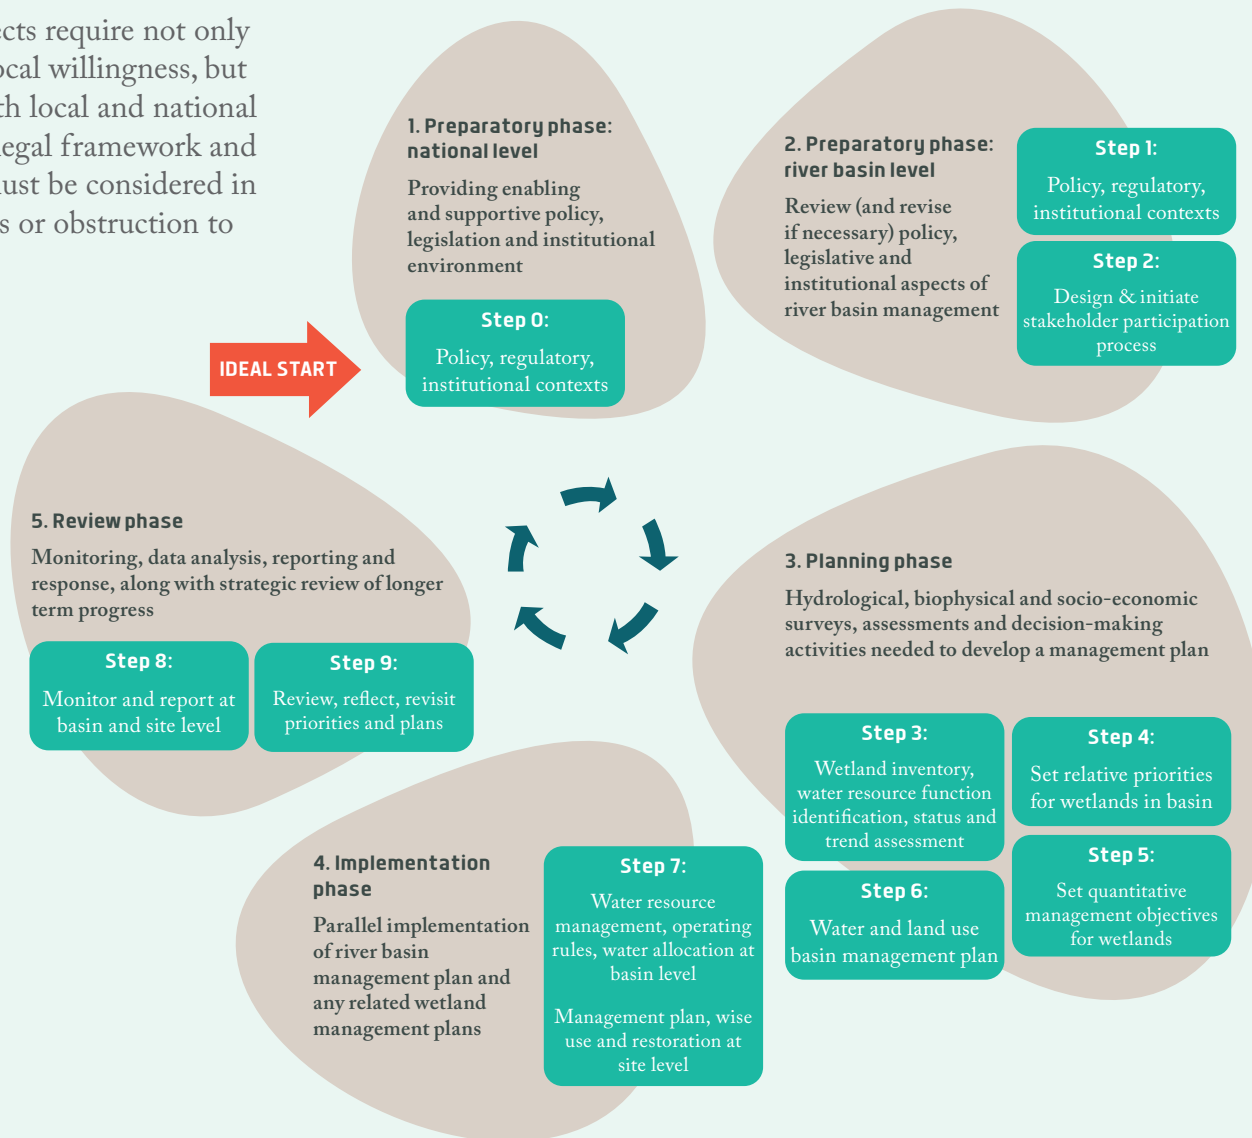 ects require not only
ocal willingness, but
th local and national
legal framework and
ust be considered in
s or obstruction to
1. Preparatory phase:
national level
Providing enabling
and supportive policy,
legislation and institutional
environment
Step 0:
Policy, regulatory,
institutional contexts
IDEAL START
2. Preparatory phase:
river basin level
Review (and revise
if necessary) policy,
legislative and
institutional aspects of
river basin management
Step 1:
Policy, regulatory,
institutional contexts
Step 2:
Design & initiate
stakeholder participation
process
3. Planning phase
Hydrological, biophysical and socio-economic
surveys, assessments and decision-making
activities needed to develop a management plan
Step 3:
Wetland inventory,
water resource function
identification, status and
trend assessment
Step 4:
Set relative priorities
for wetlands in basin
Step 5:
Set quantitative
management objectives
for wetlands
Step 6:
Water and land use
basin management plan
4. Implementation
phase
Parallel implementation
of river basin
management plan and
any related wetland
management plans
Step 7:
Water resource
management, operating
rules, water allocation at
basin level
Management plan, wise
use and restoration at
site level
5. Review phase
Monitoring, data analysis, reporting and
response, along with strategic review of longer
term progress
Step 8:
Monitor and report at
basin and site level
Step 9:
Review, reflect, revisit
priorities and plans